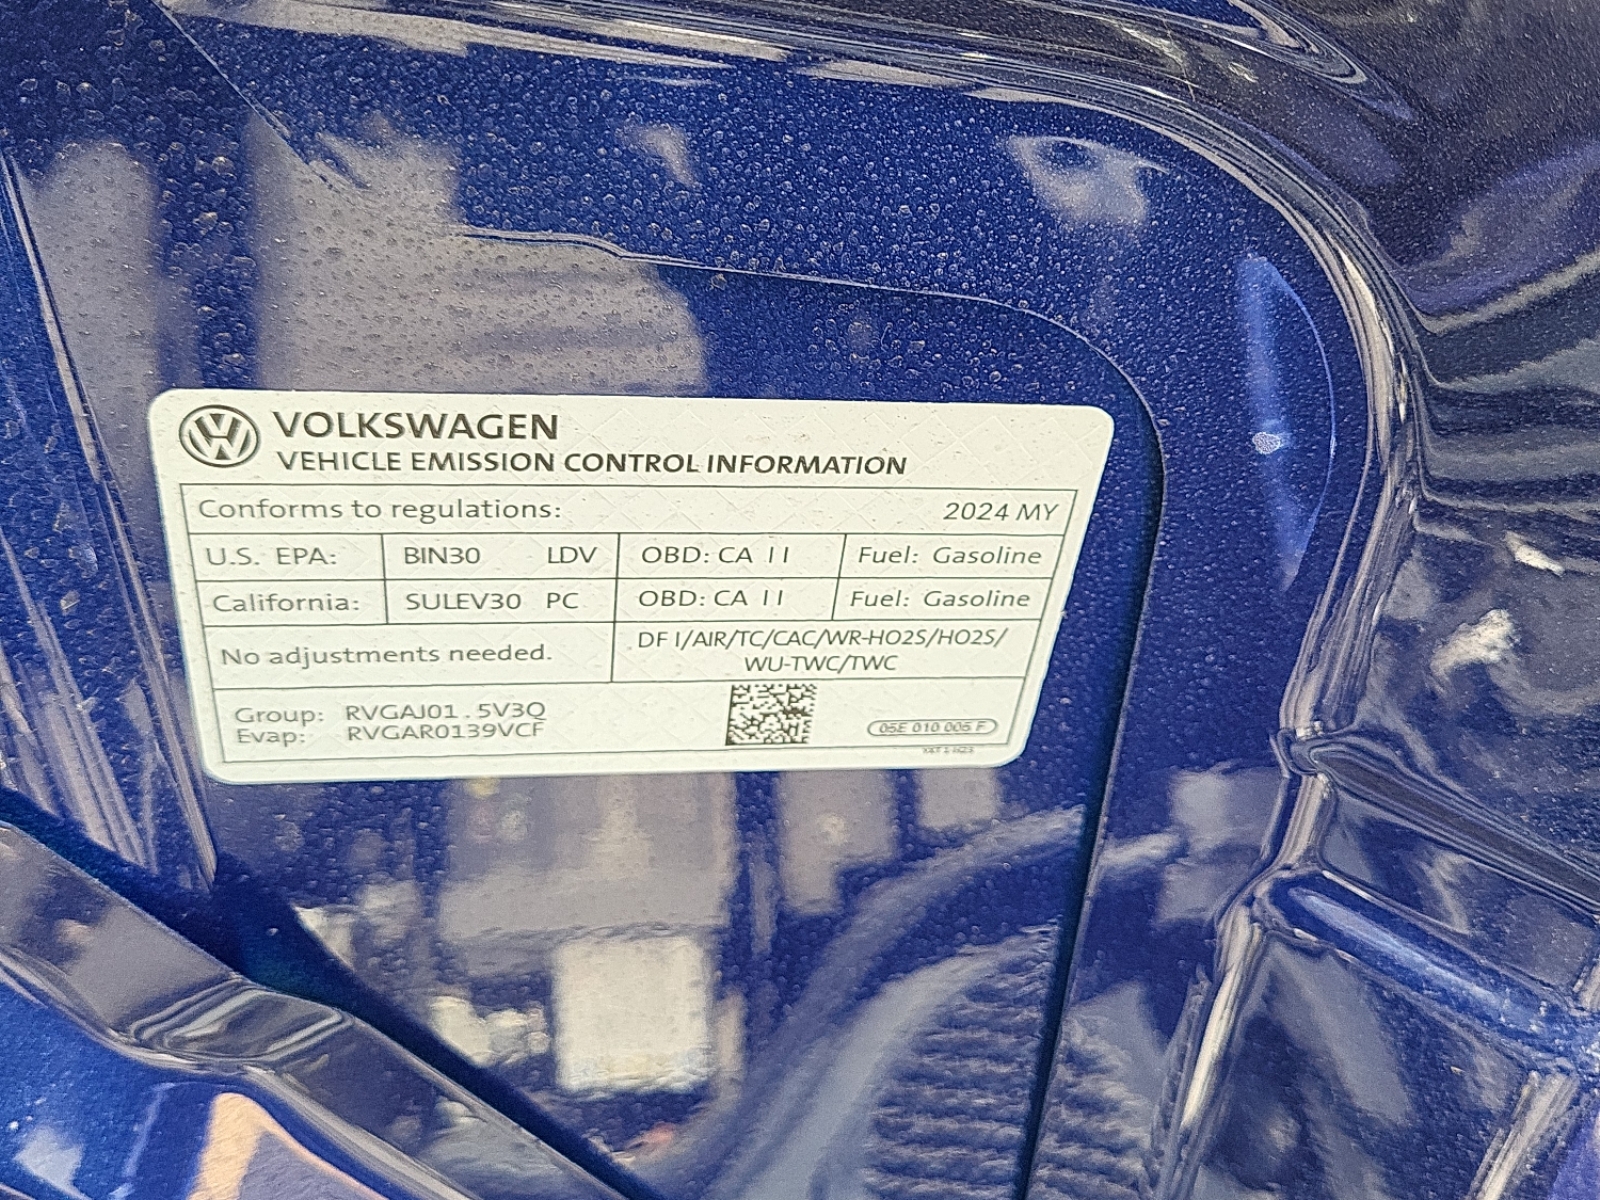 VOLKSWAGEN
VEHICLE EMISSION CONTROL INFORMATION
Conforms to regulations: 2024 MY
U.S. EPA: BIN30 LDV OBD: CA II Fuel: Gasoline
California: SULEV30 PC OBD: CA II Fuel: Gasoline
No adjustments needed.
DFI/AIR/TC/CAC/WR-HO2S/HO2S/
WU-TWC/TWC
Group: RVGAJ01.5V3Q
Evap: RVGAR0139VCF
05E 010 005 F